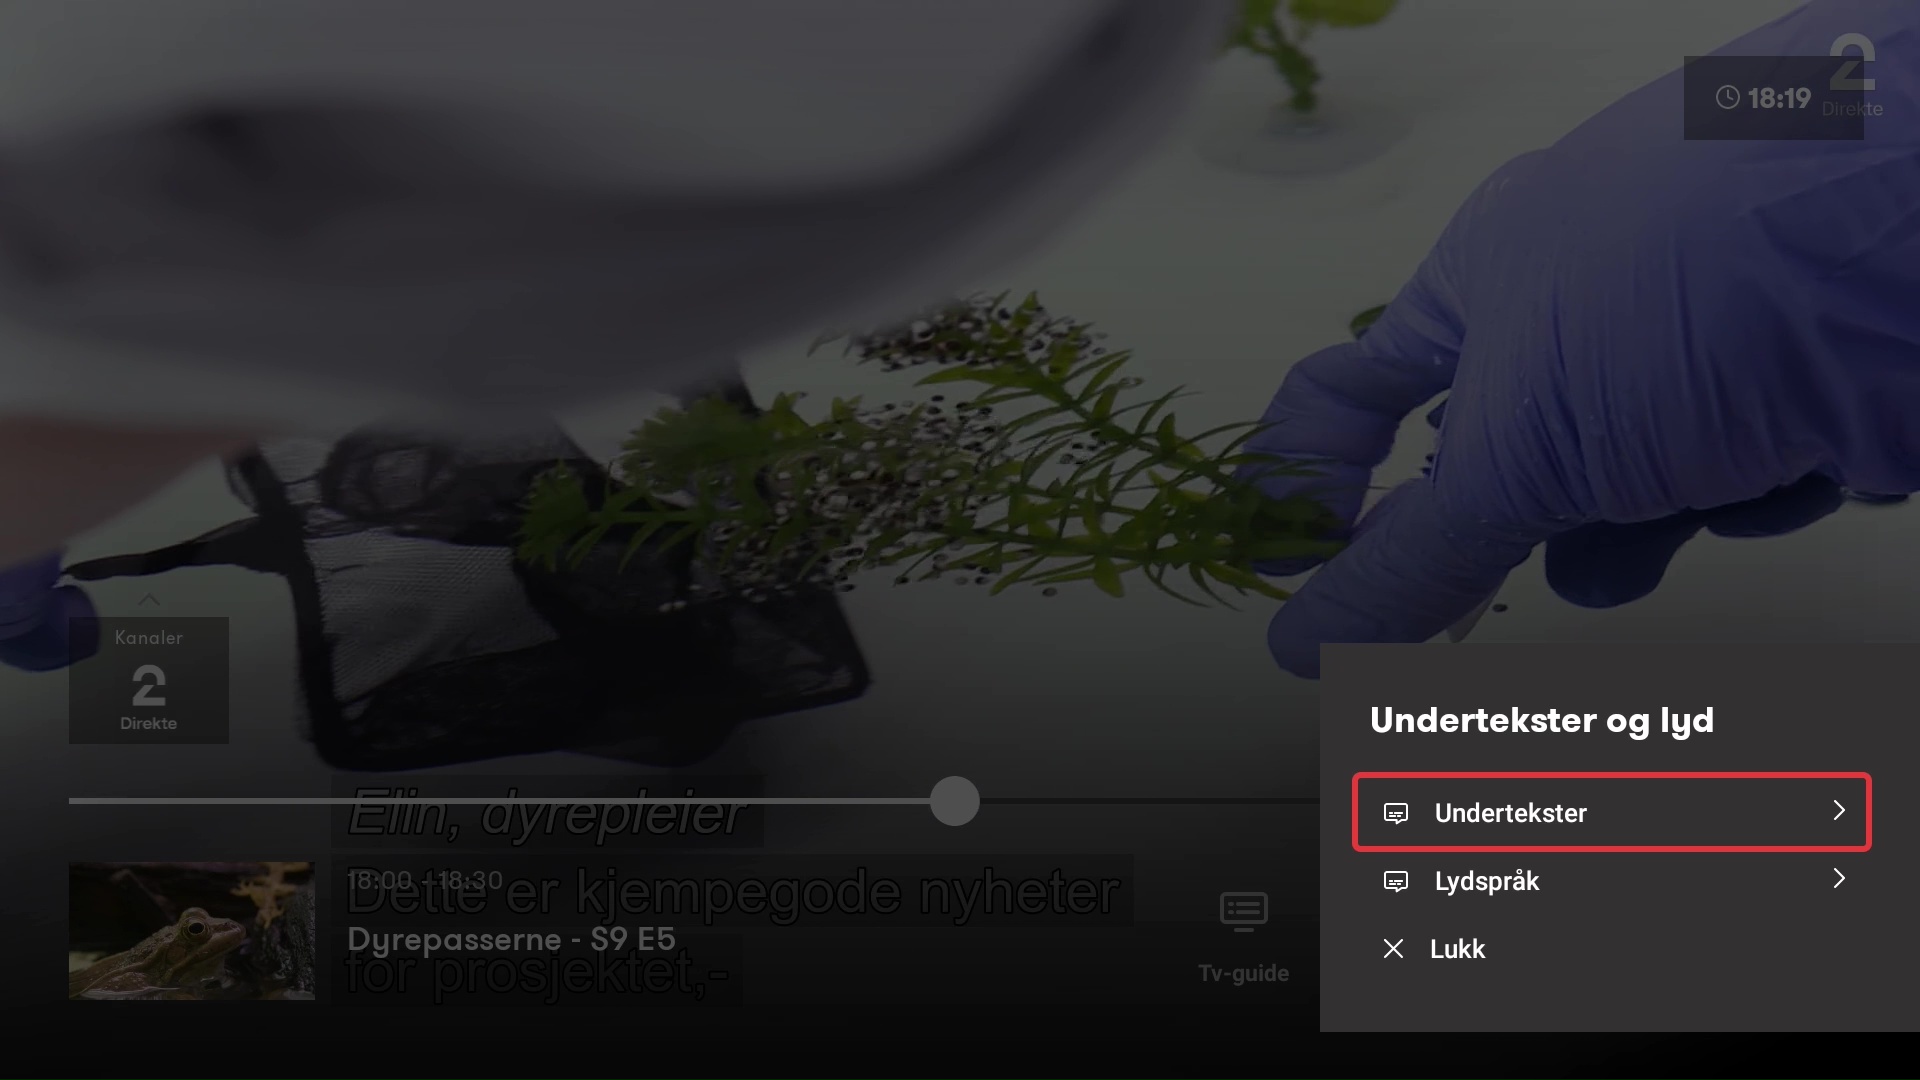 2
18:19
Direkte
Kanaler
2
Direkte
Elin, dyrepleier
18:00 - 18:30
Dette er kjempegode nyheter
Dyrepasserne - S9 E5
for prosjektet,-
Tv-guide
Undertekster og lyd
Undertekster
Lydspråk
Lukk